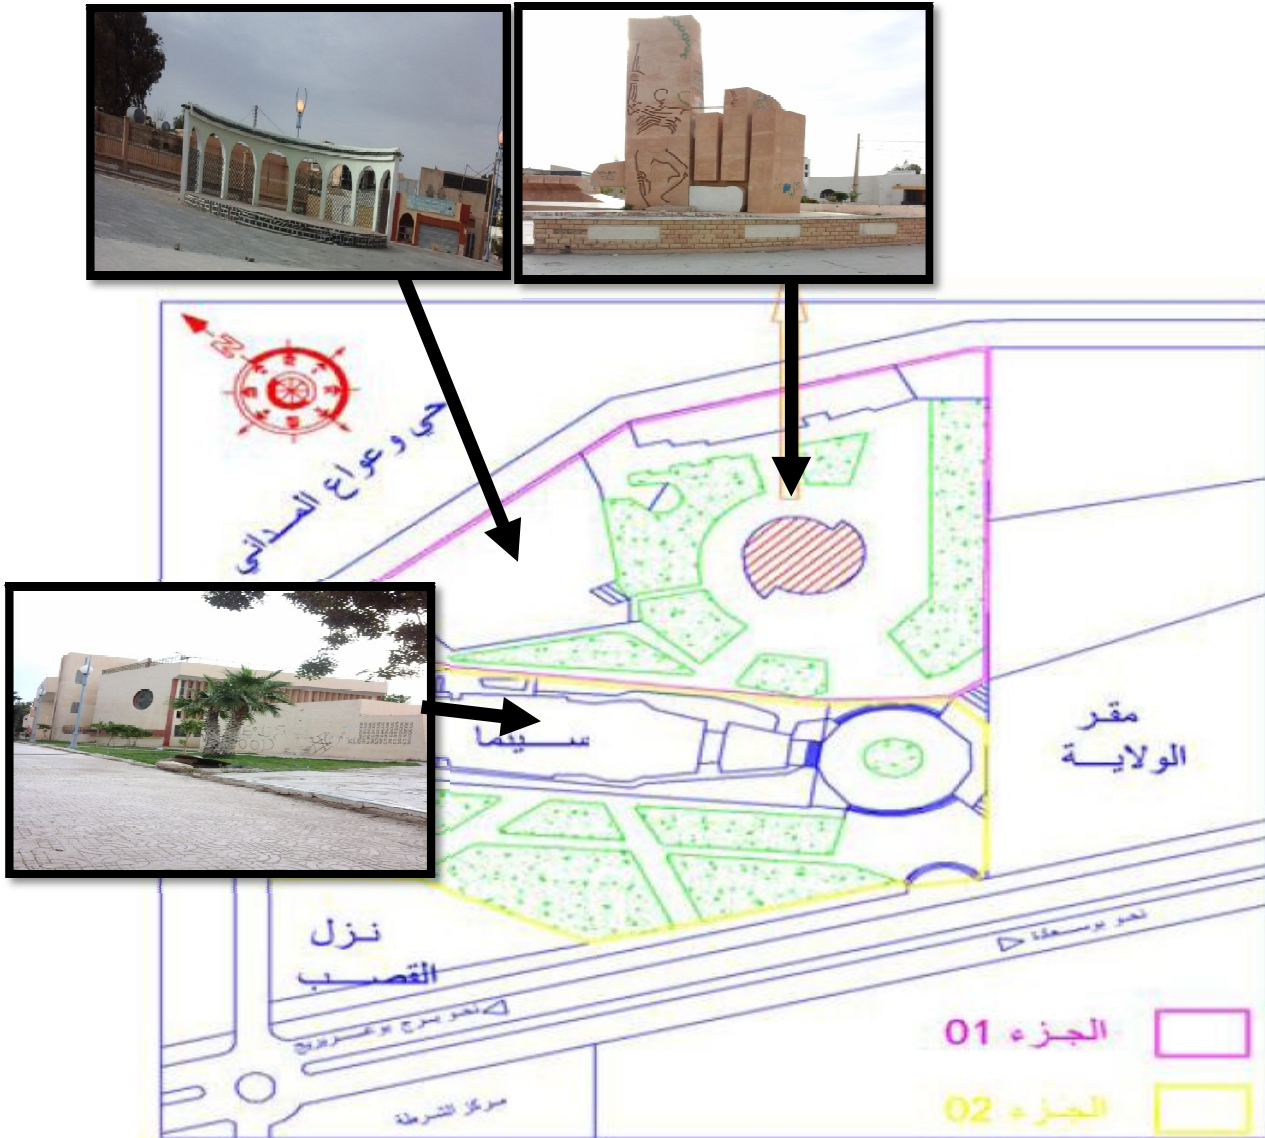 N
حي وعواع المداني
سينما
مقر
الولاية
نزل
القصب
نحو بوسعادة
نحو برج بوعريريج
مركز الشرطة
الجزء 01
الجزء 02